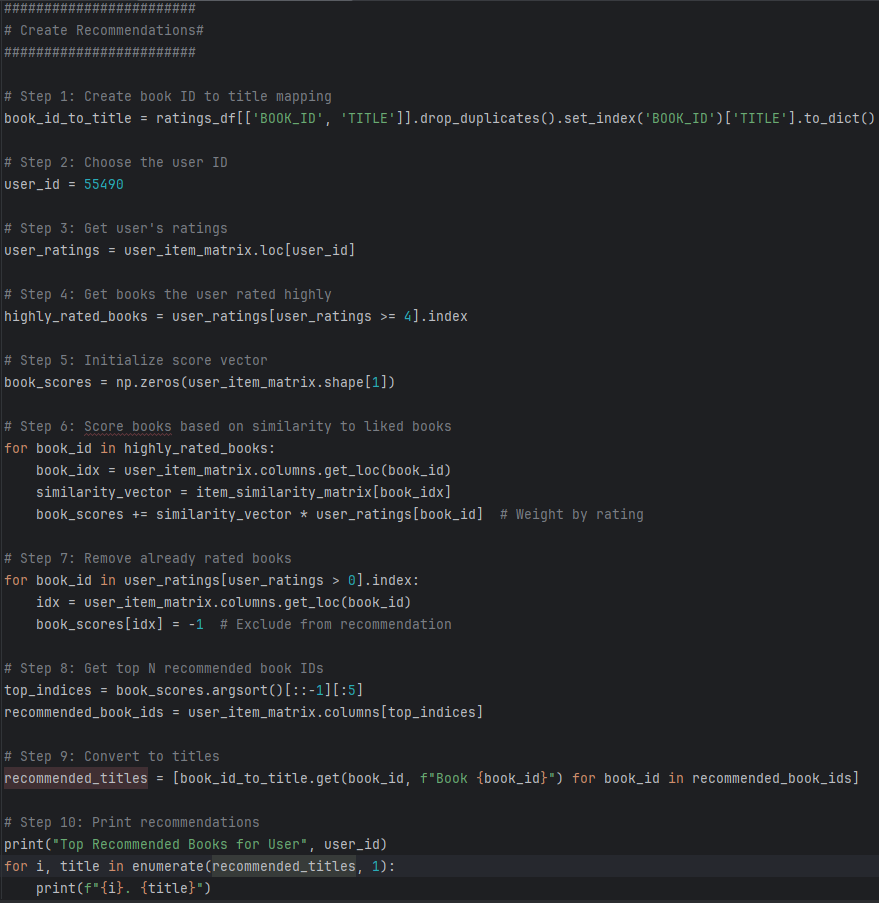 ########################
# Create Recommendations#
########################
# Step 1: Create book ID to title mapping
book_id_to_title = ratings_df[['BOOK_ID', 'TITLE']].drop_duplicates().set_index('BOOK_ID')['TITLE'].to_dict()
# Step 2: Choose the user ID
user_id = 55490
# Step 3: Get user's ratings
user_ratings = user_item_matrix.loc[user_id]
# Step 4: Get books the user rated highly
highly_rated_books = user_ratings[user_ratings >= 4].index
# Step 5: Initialize score vector
book_scores = np.zeros(user_item_matrix.shape[1])
# Step 6: Score books based on similarity to liked books
for book_id in highly_rated_books:
    book_idx = user_item_matrix.columns.get_loc(book_id)
    similarity_vector = item_similarity_matrix[book_idx]
    book_scores += similarity_vector * user_ratings[book_id]  # Weight by rating
# Step 7: Remove already rated books
for book_id in user_ratings[user_ratings > 0].index:
    idx = user_item_matrix.columns.get_loc(book_id)
    book_scores[idx] = -1  # Exclude from recommendation
# Step 8: Get top N recommended book IDs
top_indices = book_scores.argsort()[::-1][:5]
recommended_book_ids = user_item_matrix.columns[top_indices]
# Step 9: Convert to titles
recommended_titles = [book_id_to_title.get(book_id, f"Book {book_id}") for book_id in recommended_book_ids]
# Step 10: Print recommendations
print("Top Recommended Books for User", user_id)
for i, title in enumerate(recommended_titles, 1):
    print(f"{i}. {title}")